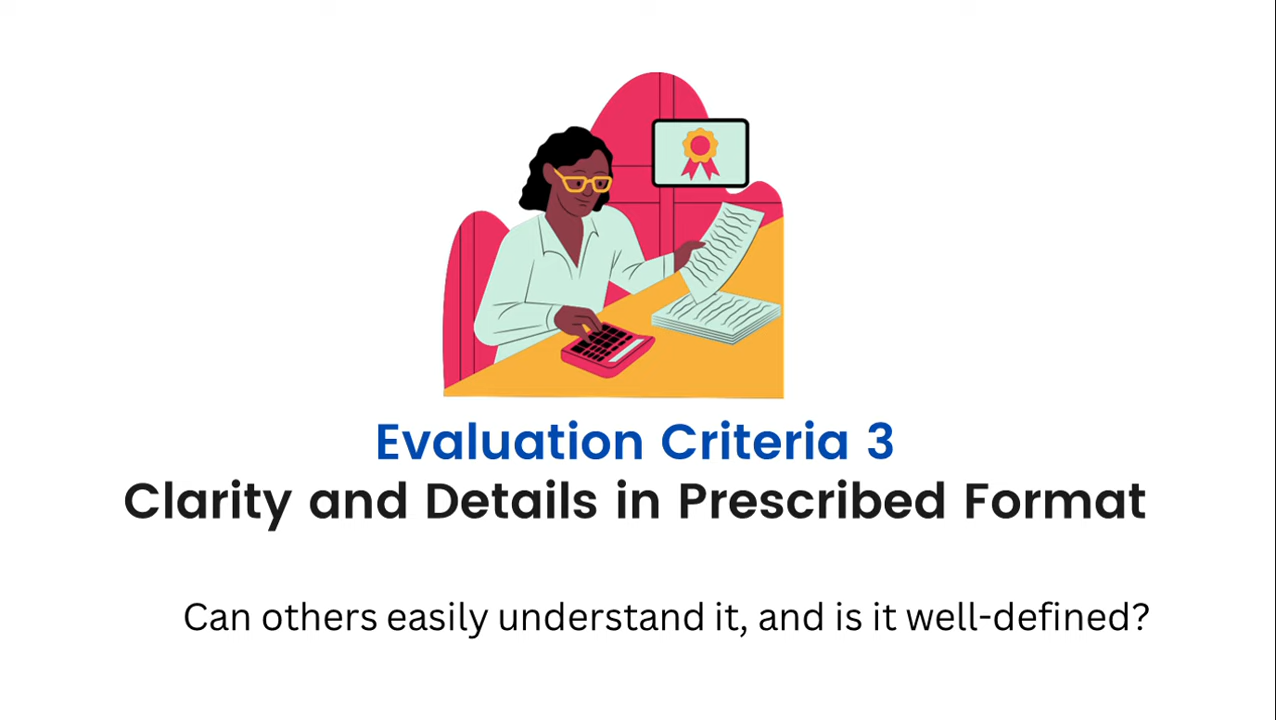 Evaluation Criteria 3
Clarity and Details in Prescribed Format
Can others easily understand it, and is it well-defined?